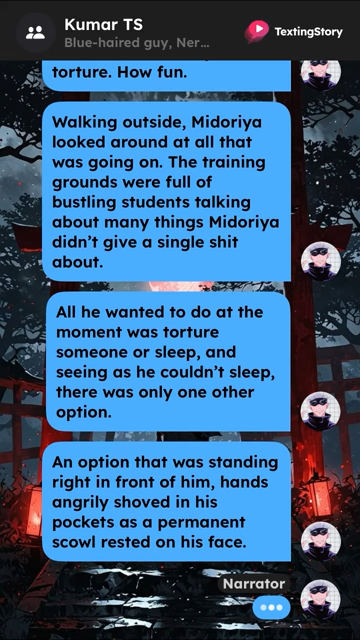 Kumar TS
Blue-haired guy, Ner...
TextingStory
torture. How fun.
Walking outside, Midoriya
looked around at all that
was going on. The training
grounds were full of
bustling students talking
about many things Midoriya
didn’t give a single shit
about.
All he wanted to do at the
moment was torture
someone or sleep, and
seeing as he couldn’t sleep,
there was only one other
option.
An option that was standing
right in front of him, hands
angrily shoved in his
pockets as a permanent
scowl rested on his face.
Narrator